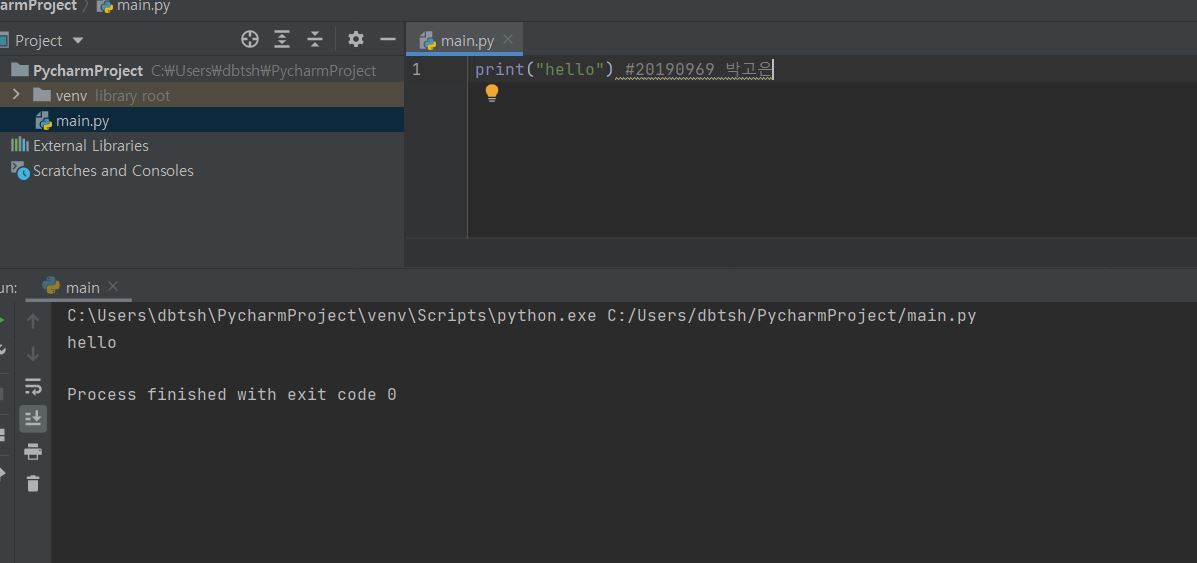 armProject main.py
Project
main.py
PycharmProject C:₩Users₩dbtsh₩PycharmProject
1 print("hello") #20190969 박고은
venv library root
main.py
External Libraries
Scratches and Consoles
un: main
C:\Users\dbtsh\PycharmProject\venv\Scripts\python.exe C:/Users/dbtsh/PycharmProject/main.py
hello
Process finished with exit code 0